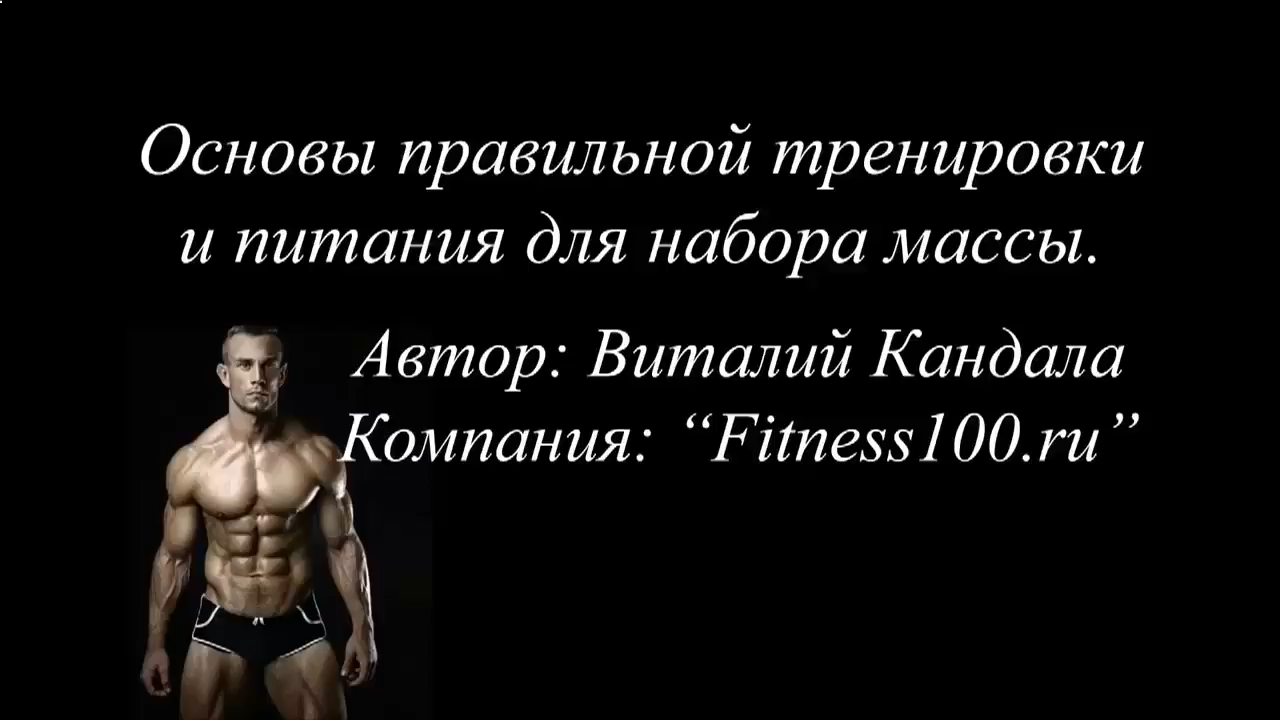 Основы правильной тренировки
и питания для набора массы.
Автор: Виталий Кандала
Компания: “Fitness100.ru”